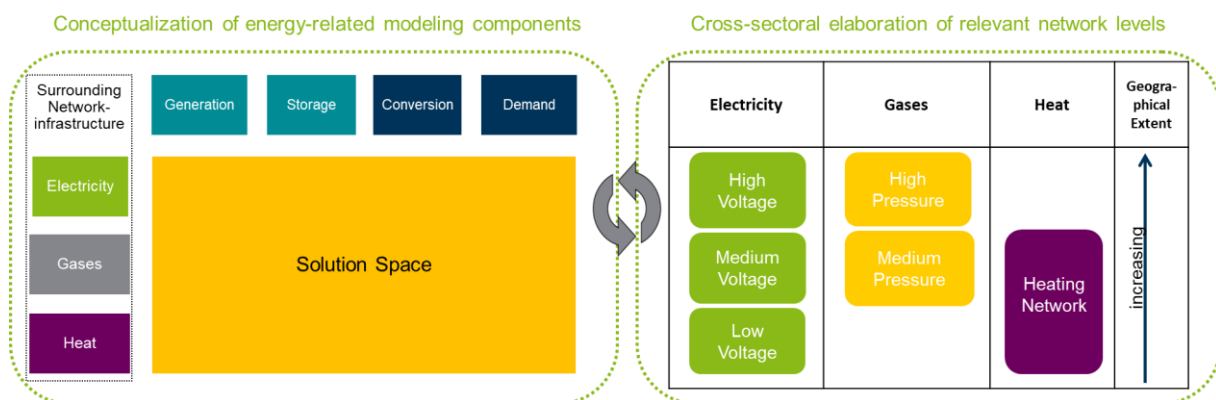 Conceptualization of energy-related modeling components
Surrounding
Network-
infrastructure
Generation
Storage
Conversion
Demand
Electricity
Gases
Heat
Solution Space
Cross-sectoral elaboration of relevant network levels
Electricity
Gases
Heat
Geogra-
phical
Extent
High
Voltage
High
Pressure
Medium
Voltage
Medium
Pressure
Low
Voltage
Heating
Network
increasing